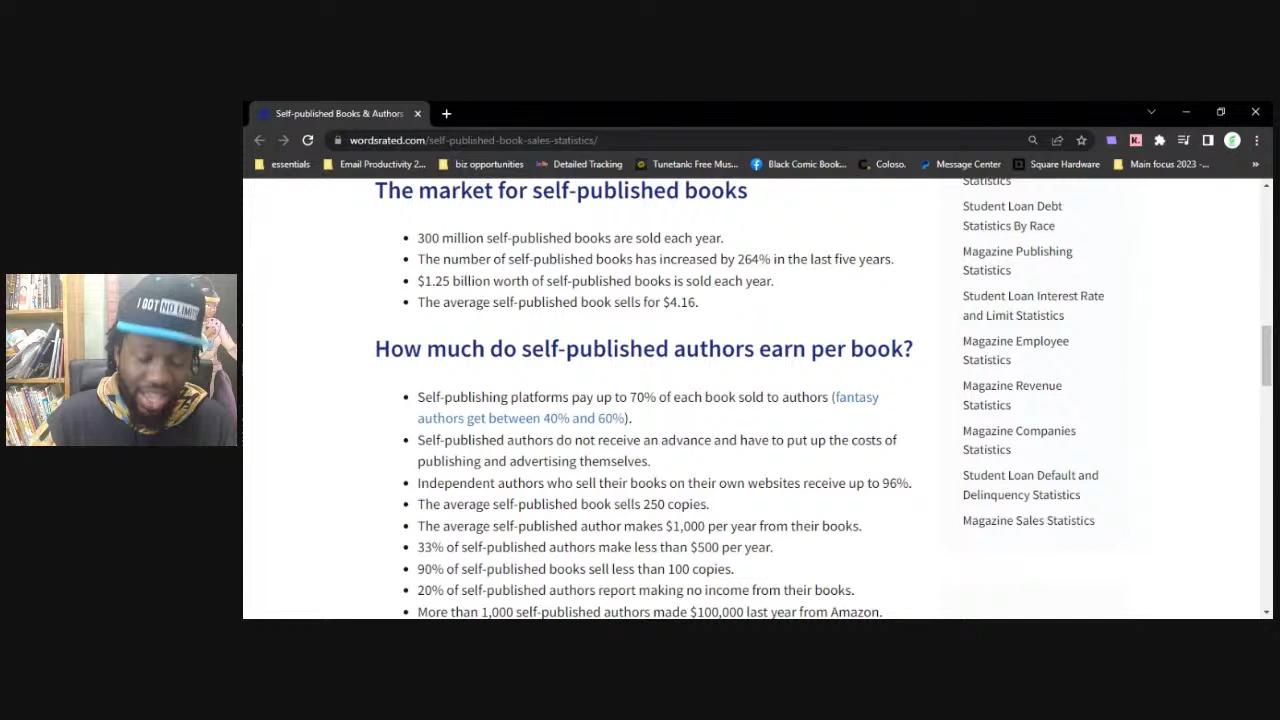 Self-published Books & Authors
wordsrated.com/self-published-book-sales-statistics/
essentials
Email Productivity 2...
biz opportunities
Detailed Tracking
Tunetanic Free Mus...
Black Comic Book...
Coloso.
Message Center
Square Hardware
Main focus 2023 -...
»
The market for self-published books
• 300 million self-published books are sold each year.
• The number of self-published books has increased by 264% in the last five years.
• $1.25 billion worth of self-published books is sold each year.
• The average self-published book sells for $4.16.
How much do self-published authors earn per book?
• Self-publishing platforms pay up to 70% of each book sold to authors (fantasy
authors get between 40% and 60%).
• Self-published authors do not receive an advance and have to put up the costs of
publishing and advertising themselves.
• Independent authors who sell their books on their own websites receive up to 96%.
• The average self-published book sells 250 copies.
• The average self-published author makes $1,000 per year from their books.
• 33% of self-published authors make less than $500 per year.
• 90% of self-published books sell less than 100 copies.
• 20% of self-published authors report making no income from their books.
• More than 1,000 self-published authors made $100,000 last year from Amazon.
Statistics
Student Loan Debt
Statistics By Race
Magazine Publishing
Statistics
Student Loan Interest Rate
and Limit Statistics
Magazine Employee
Statistics
Magazine Revenue
Statistics
Magazine Companies
Statistics
Student Loan Default and
Delinquency Statistics
Magazine Sales Statistics
I GOT NO LIMIT